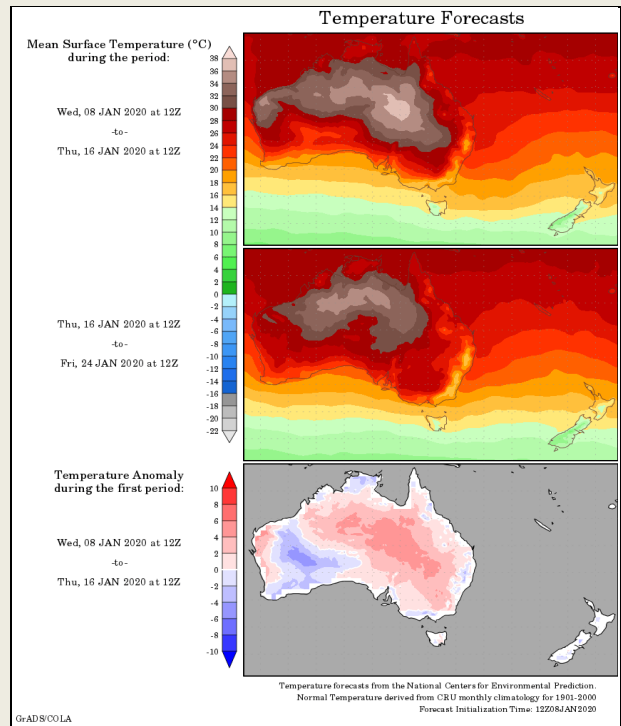 Temperature Forecasts
Mean Surface Temperature (°C)
during the period:
Wed, 08 JAN 2020 at 12Z
-to-
Thu, 16 JAN 2020 at 12Z
38
36
34
32
30
28
26
24
22
20
18
16
14
12
10
8
6
4
2
0
-2
-4
-6
-8
-10
-12
-14
-16
-17
-18
-20
-22
Thu, 16 JAN 2020 at 12Z
-to-
Fri, 24 JAN 2020 at 12Z
Temperature Anomaly
during the first period:
Wed, 08 JAN 2020 at 12Z
-to-
Thu, 16 JAN 2020 at 12Z
10
8
6
4
2
0
-2
-4
-6
-8
-10
Temperature forecasts from the National Centers for Environmental Prediction.
Normal Temperature derived from CRU monthly climatology for 1901-2000
Forecast Initialization Time: 12Z08JAN2020
GrADS/COLA